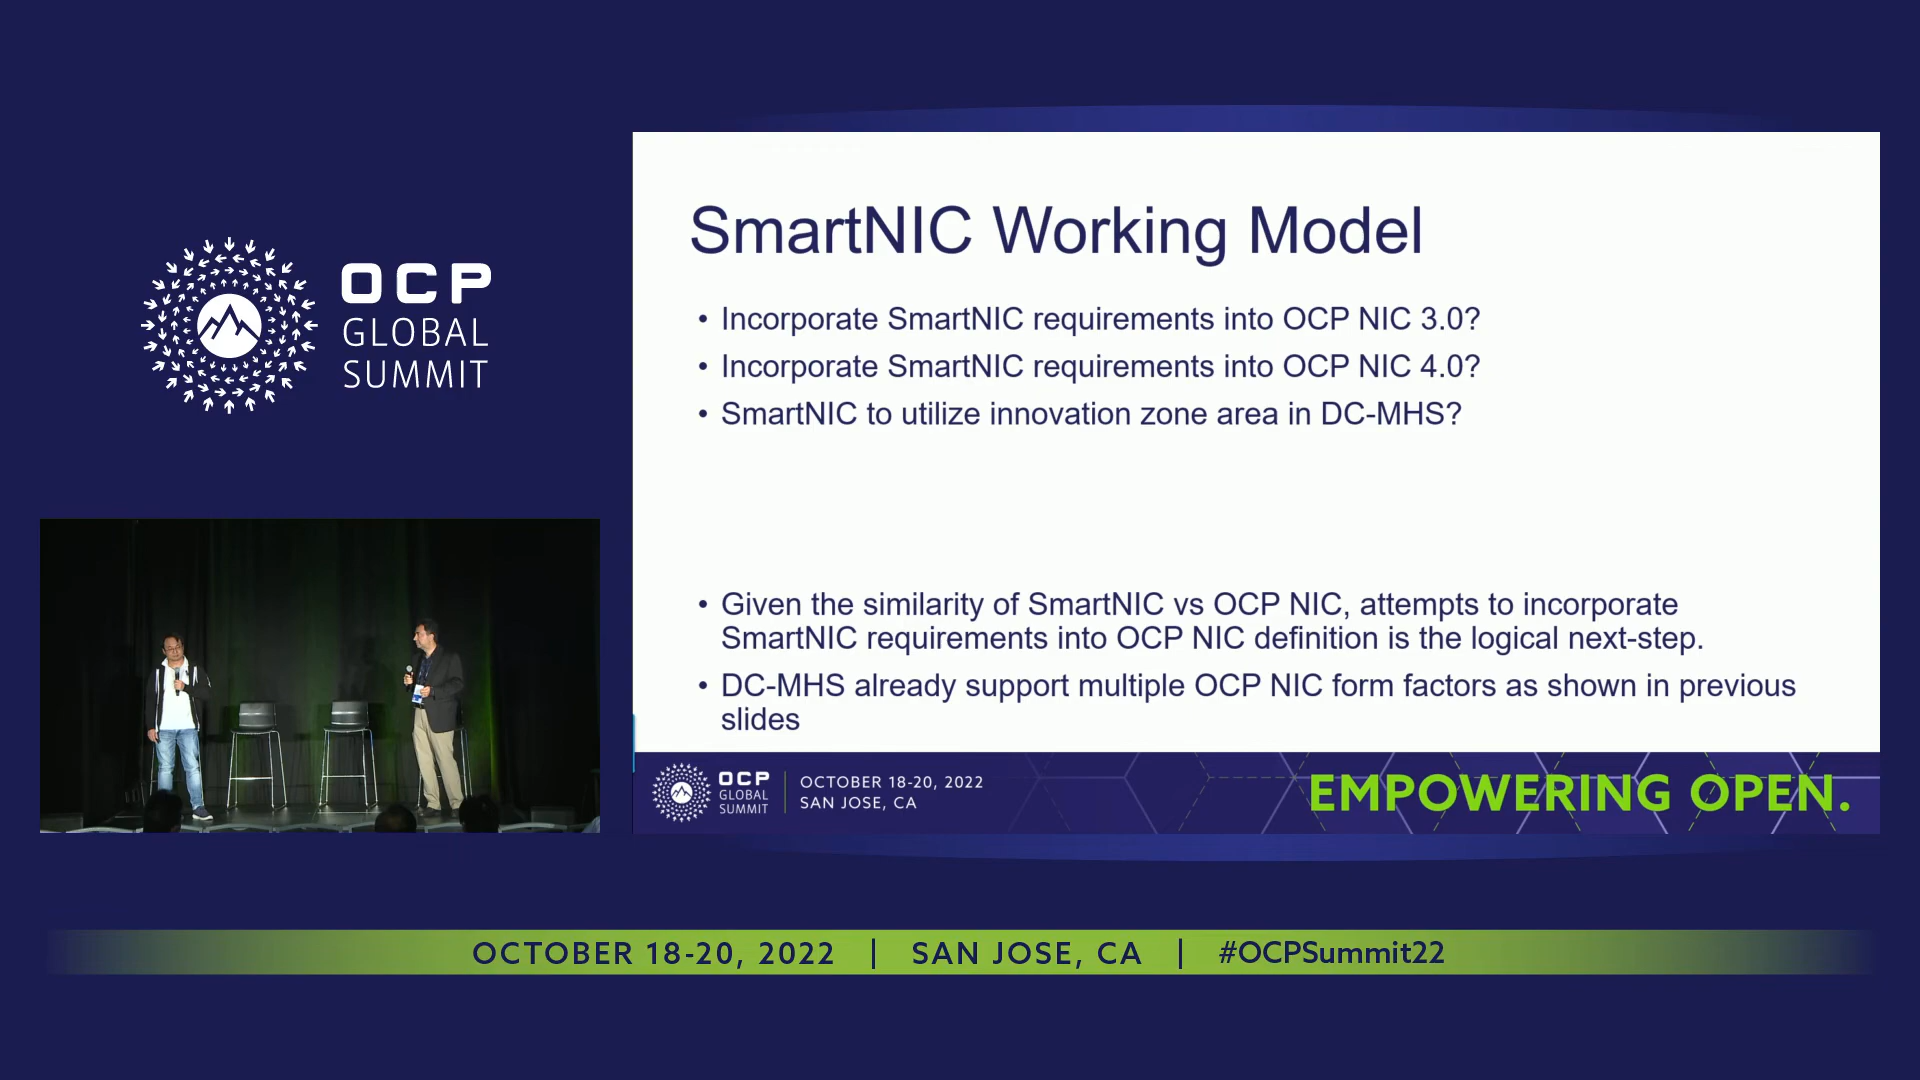 OCP
GLOBAL
SUMMIT
SmartNIC Working Model
• Incorporate SmartNIC requirements into OCP NIC 3.0?
• Incorporate SmartNIC requirements into OCP NIC 4.0?
• SmartNIC to utilize innovation zone area in DC-MHS?
• Given the similarity of SmartNIC vs OCP NIC, attempts to incorporate
SmartNIC requirements into OCP NIC definition is the logical next-step.
• DC-MHS already support multiple OCP NIC form factors as shown in previous
slides
OCP
GLOBAL
SUMMIT
OCTOBER 18-20, 2022
SAN JOSE, CA
EMPOWERING OPEN.
OCTOBER 18-20, 2022 | SAN JOSE, CA | #OCPSummit22